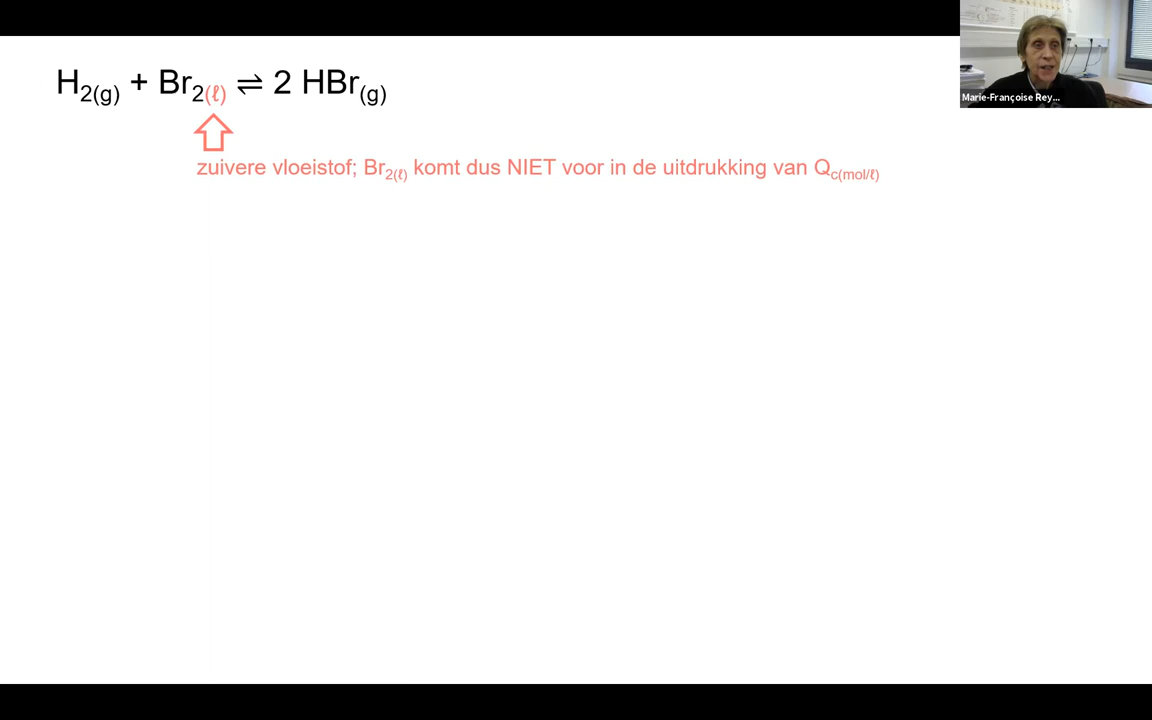 H2(g) + Br2(ℓ) ⇌ 2 HBr(g)
zuivere vloeistof; Br2(ℓ) komt dus NIET voor in de uitdrukking van Qc(mol/ℓ)
Marie-Françoise Rey...